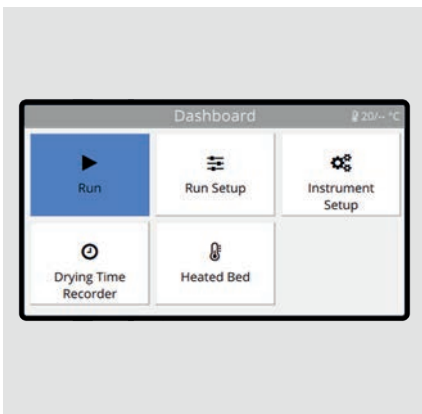 Dashboard
20/-- °C
Run
Run Setup
Instrument
Setup
Drying Time
Recorder
Heated Bed